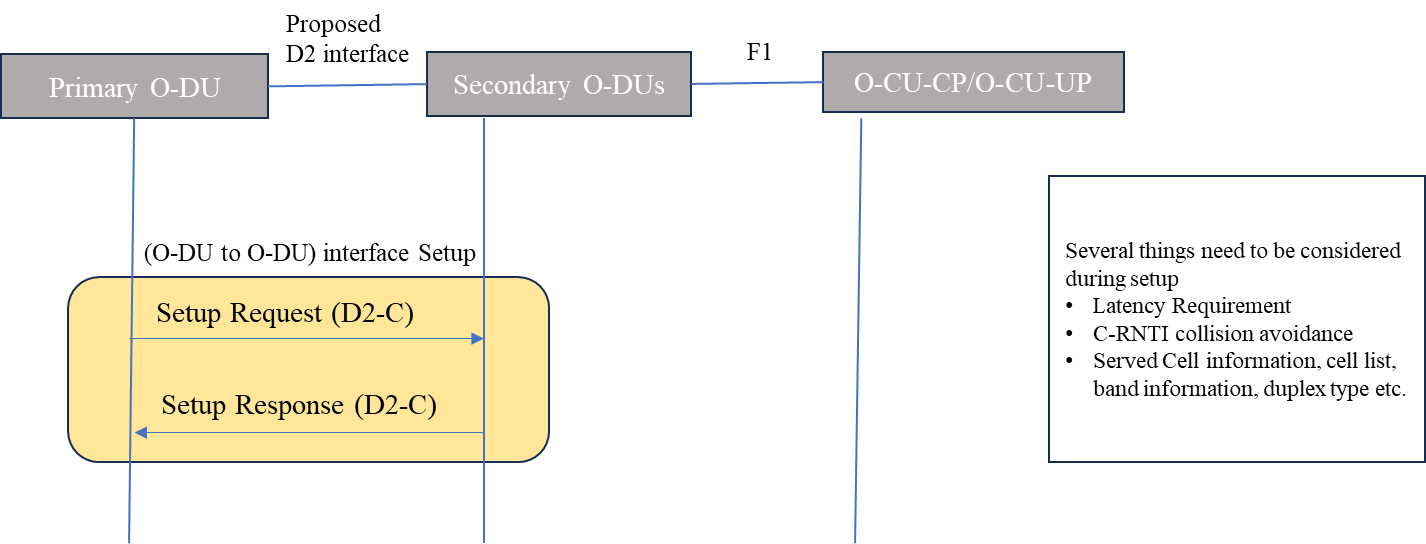 Proposed
D2 interface
F1
Primary O-DU
Secondary O-DUs
O-CU-CP/O-CU-UP
(O-DU to O-DU) interface Setup
Setup Request (D2-C)
Setup Response (D2-C)
Several things need to be considered
during setup
• Latency Requirement
• C-RNTI collision avoidance
• Served Cell information, cell list,
band information, duplex type etc.